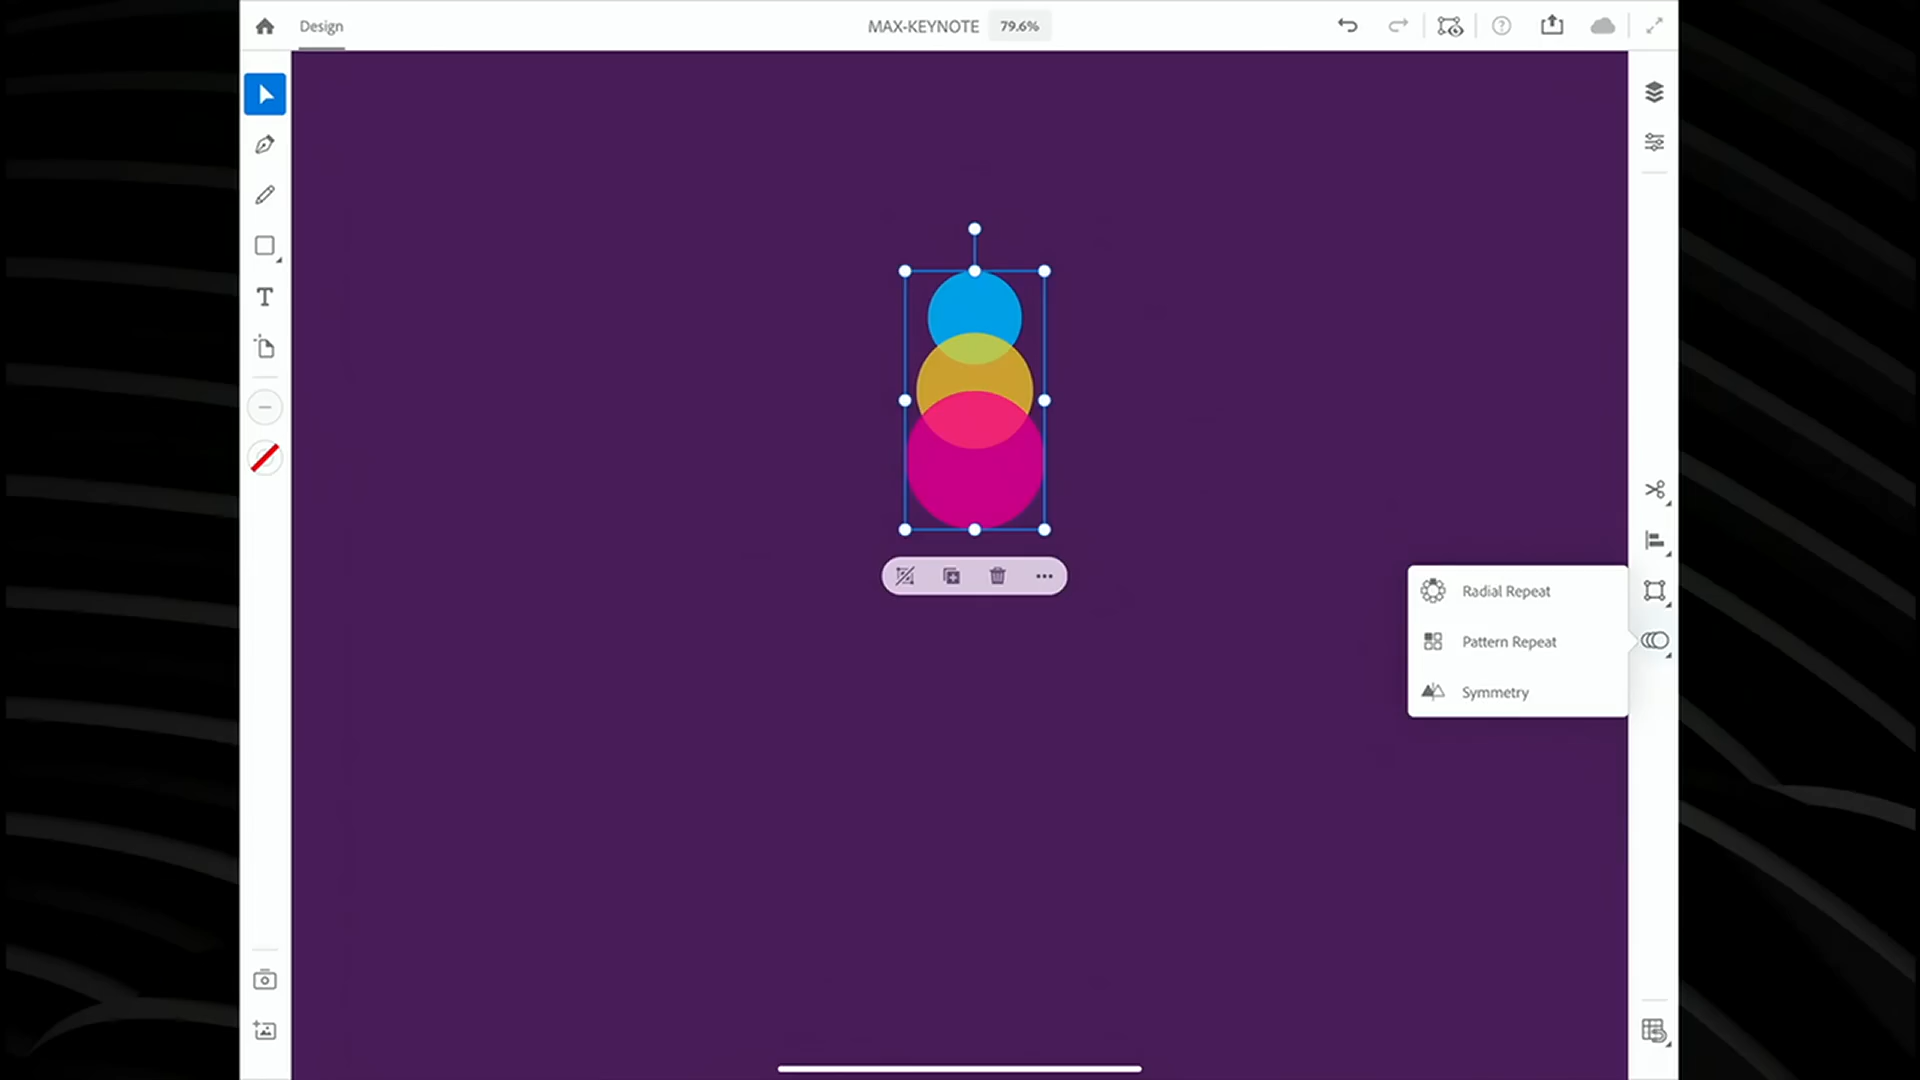 Design
MAX-KEYNOTE 79.6%
Radial Repeat
Pattern Repeat
Symmetry